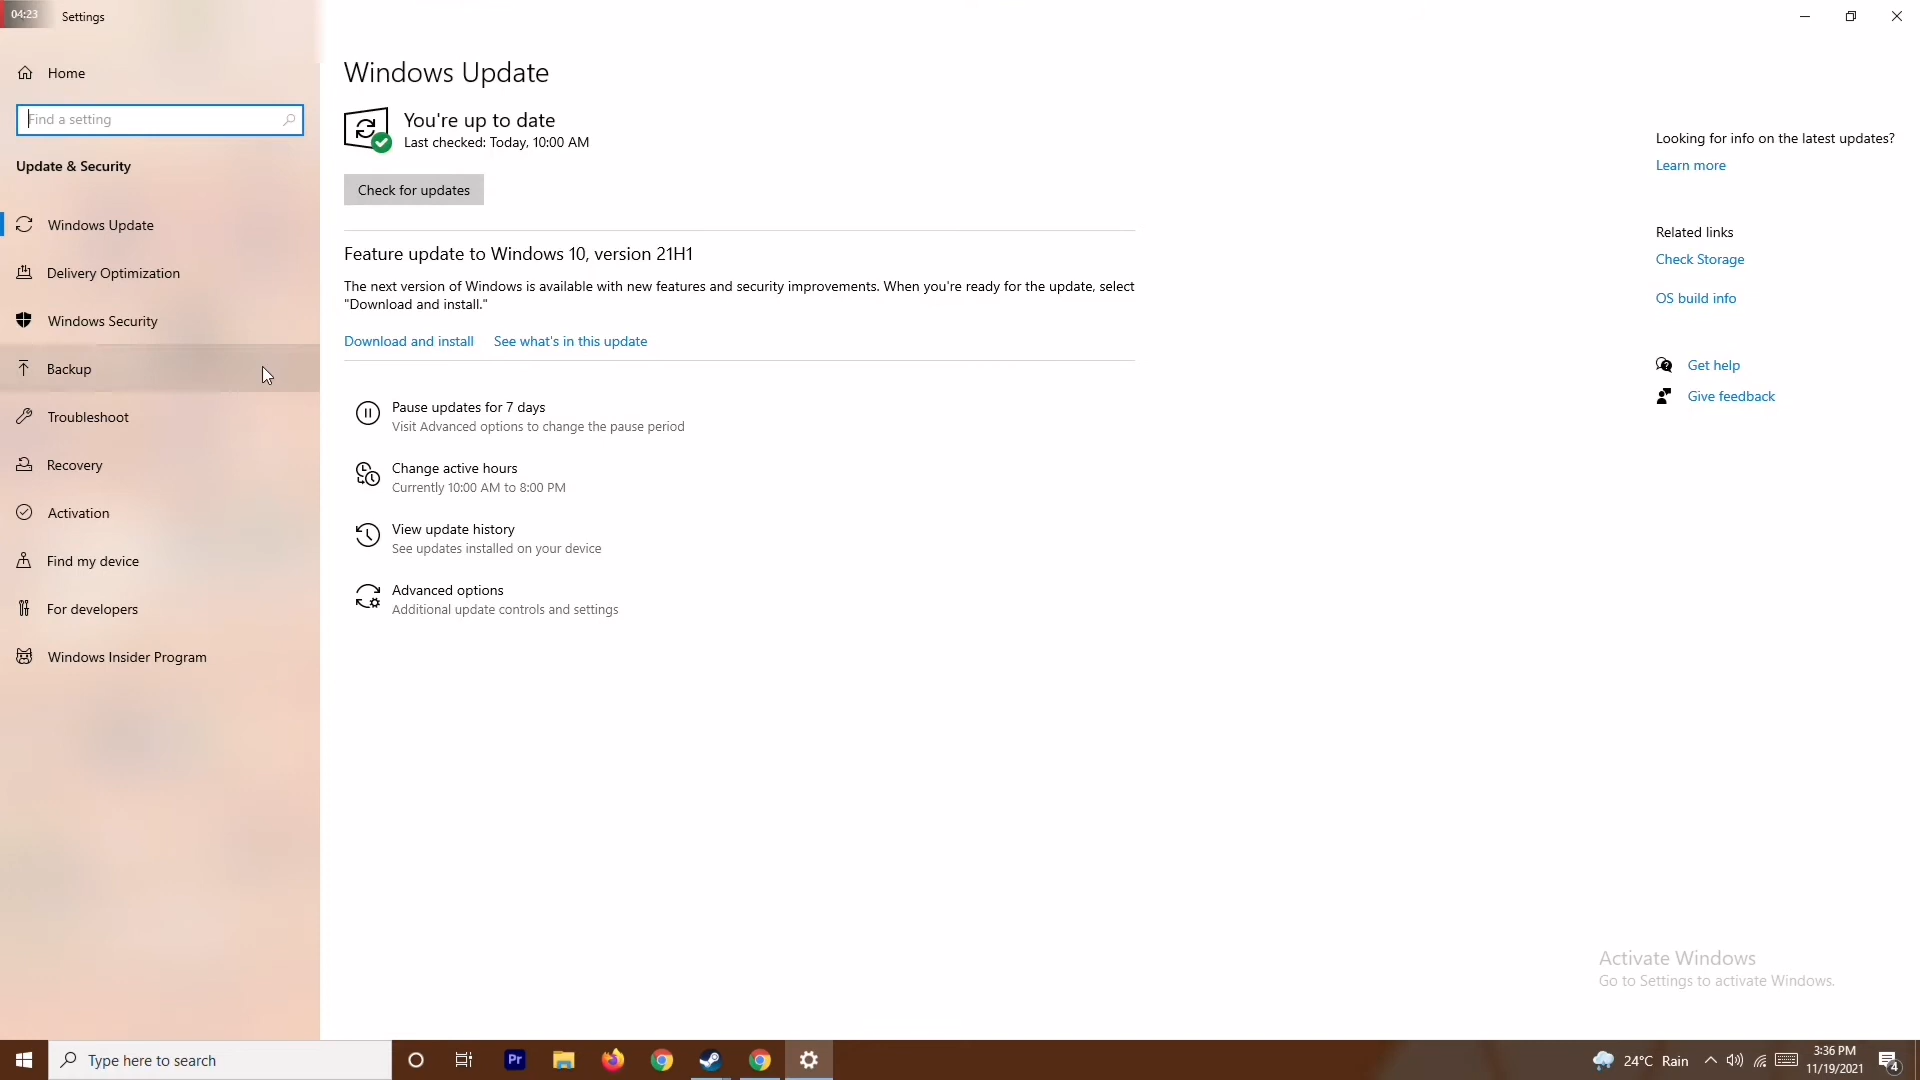 04:23
Settings
Home
Find a setting
Update & Security
Windows Update
Delivery Optimization
Windows Security
Backup
Troubleshoot
Recovery
Activation
Find my device
For developers
Windows Insider Program
Windows Update
You're up to date
Last checked: Today, 10:00 AM
Check for updates
Feature update to Windows 10, version 21H1
The next version of Windows is available with new features and security improvements. When you're ready for the update, select
"Download and install."
Download and install See what's in this update
Pause updates for 7 days
Visit Advanced options to change the pause period
Change active hours
Currently 10:00 AM to 8:00 PM
View update history
See updates installed on your device
Advanced options
Additional update controls and settings
Looking for info on the latest updates?
Learn more
Related links
Check Storage
OS build info
Get help
Give feedback
Activate Windows
Go to Settings to activate Windows.
Type here to search
Pr
24°C Rain
3:36 PM
11/19/2021
4